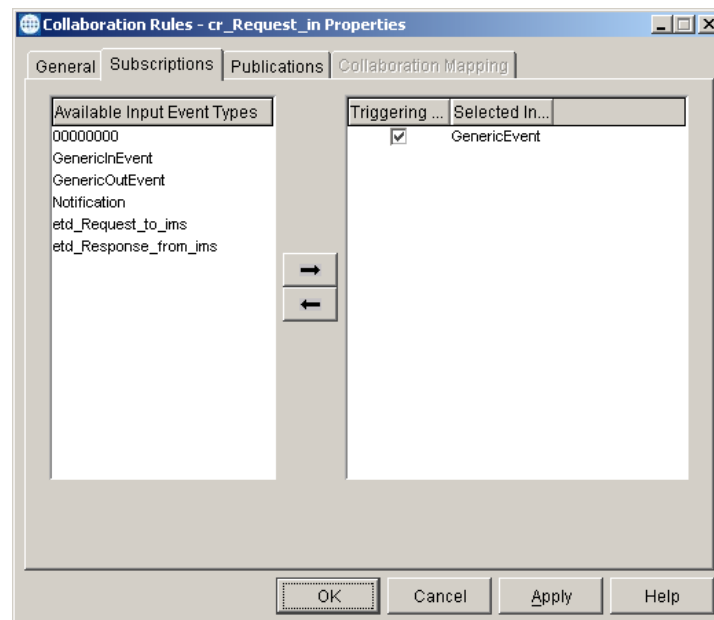 Collaboration Rules - cr_Request_in Properties
General Subscriptions Publications Collaboration Mapping
Available Input Event Types
00000000
GenericInEvent
GenericOutEvent
Notification
etd_Request_to_ims
etd_Response_from_ims
Triggering ... Selected In...
GenericEvent
OK Cancel Apply Help